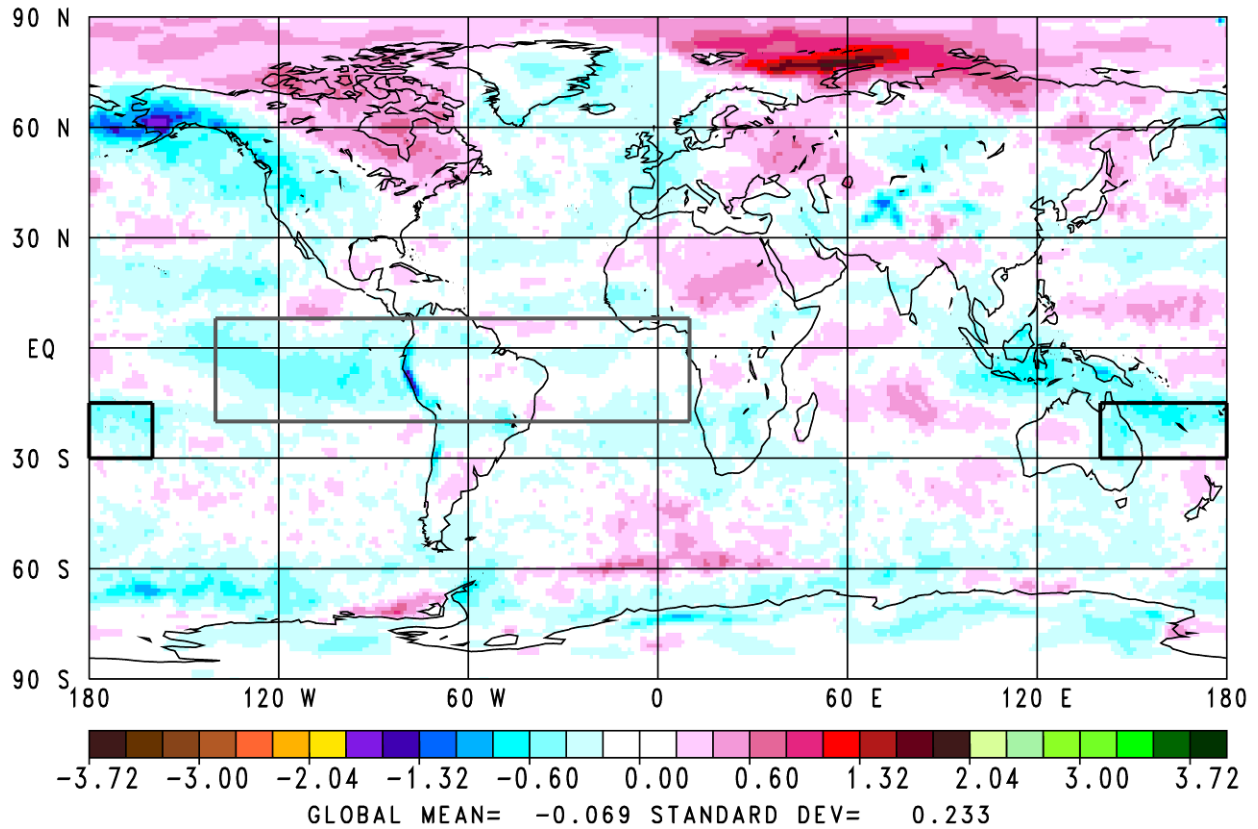 90 N
60 N
30 N
EQ
30 S
60 S
90 S
180 120 W 60 W 0 60 E 120 E 180
-3.72 -3.00 -2.04 -1.32 -0.60 0.00 0.60 1.32 2.04 3.00 3.72
GLOBAL MEAN= -0.069 STANDARD DEV= 0.233